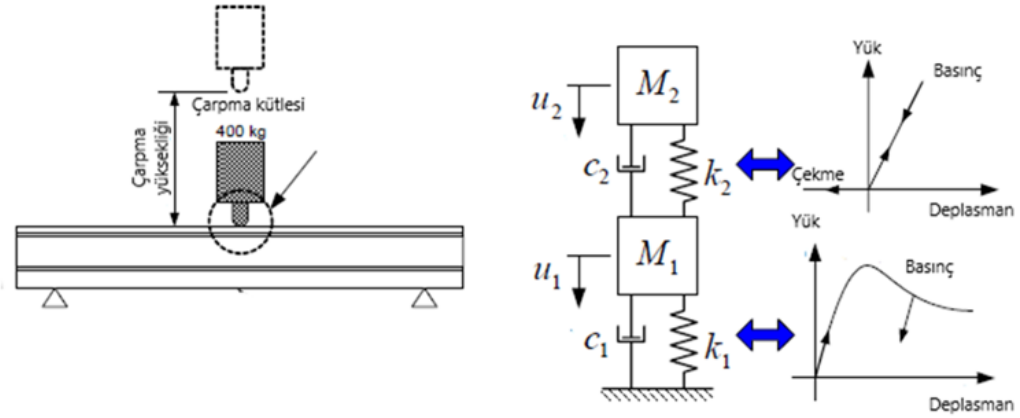 Çarpma kütlesi
400 kg
Çarpma
yüksekliği
M₂
u₂
c₂
k₂
M₁
u₁
c₁
k₁
Yük
Basınç
Çekme
Deplasman
Yük
Basınç
Deplasman